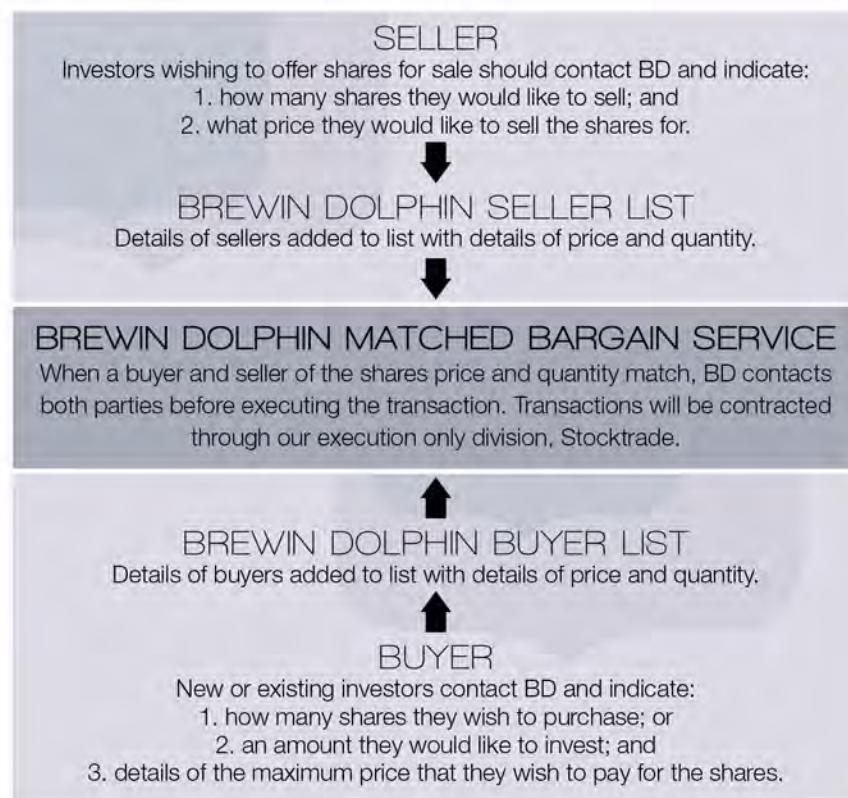 SELLER
Investors wishing to offer shares for sale should contact BD and indicate:
1. how many shares they would like to sell; and
2. what price they would like to sell the shares for.
BREWIN DOLPHIN SELLER LIST
Details of sellers added to list with details of price and quantity.
BREWIN DOLPHIN MATCHED BARGAIN SERVICE
When a buyer and seller of the shares price and quantity match, BD contacts
both parties before executing the transaction. Transactions will be contracted
through our execution only division, Stocktrade.
BREWIN DOLPHIN BUYER LIST
Details of buyers added to list with details of price and quantity.
BUYER
New or existing investors contact BD and indicate:
1. how many shares they wish to purchase; or
2. an amount they would like to invest; and
3. details of the maximum price that they wish to pay for the shares.